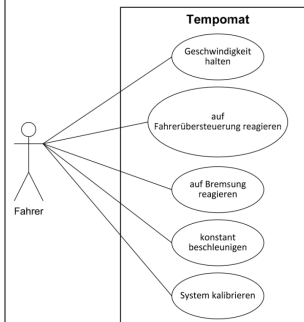 Tempomat
Geschwindigkeit
halten
auf
Fahrerübersteuerung reagieren
auf Bremsung
reagieren
Fahrer
konstant
beschleunigen
System kalibrieren